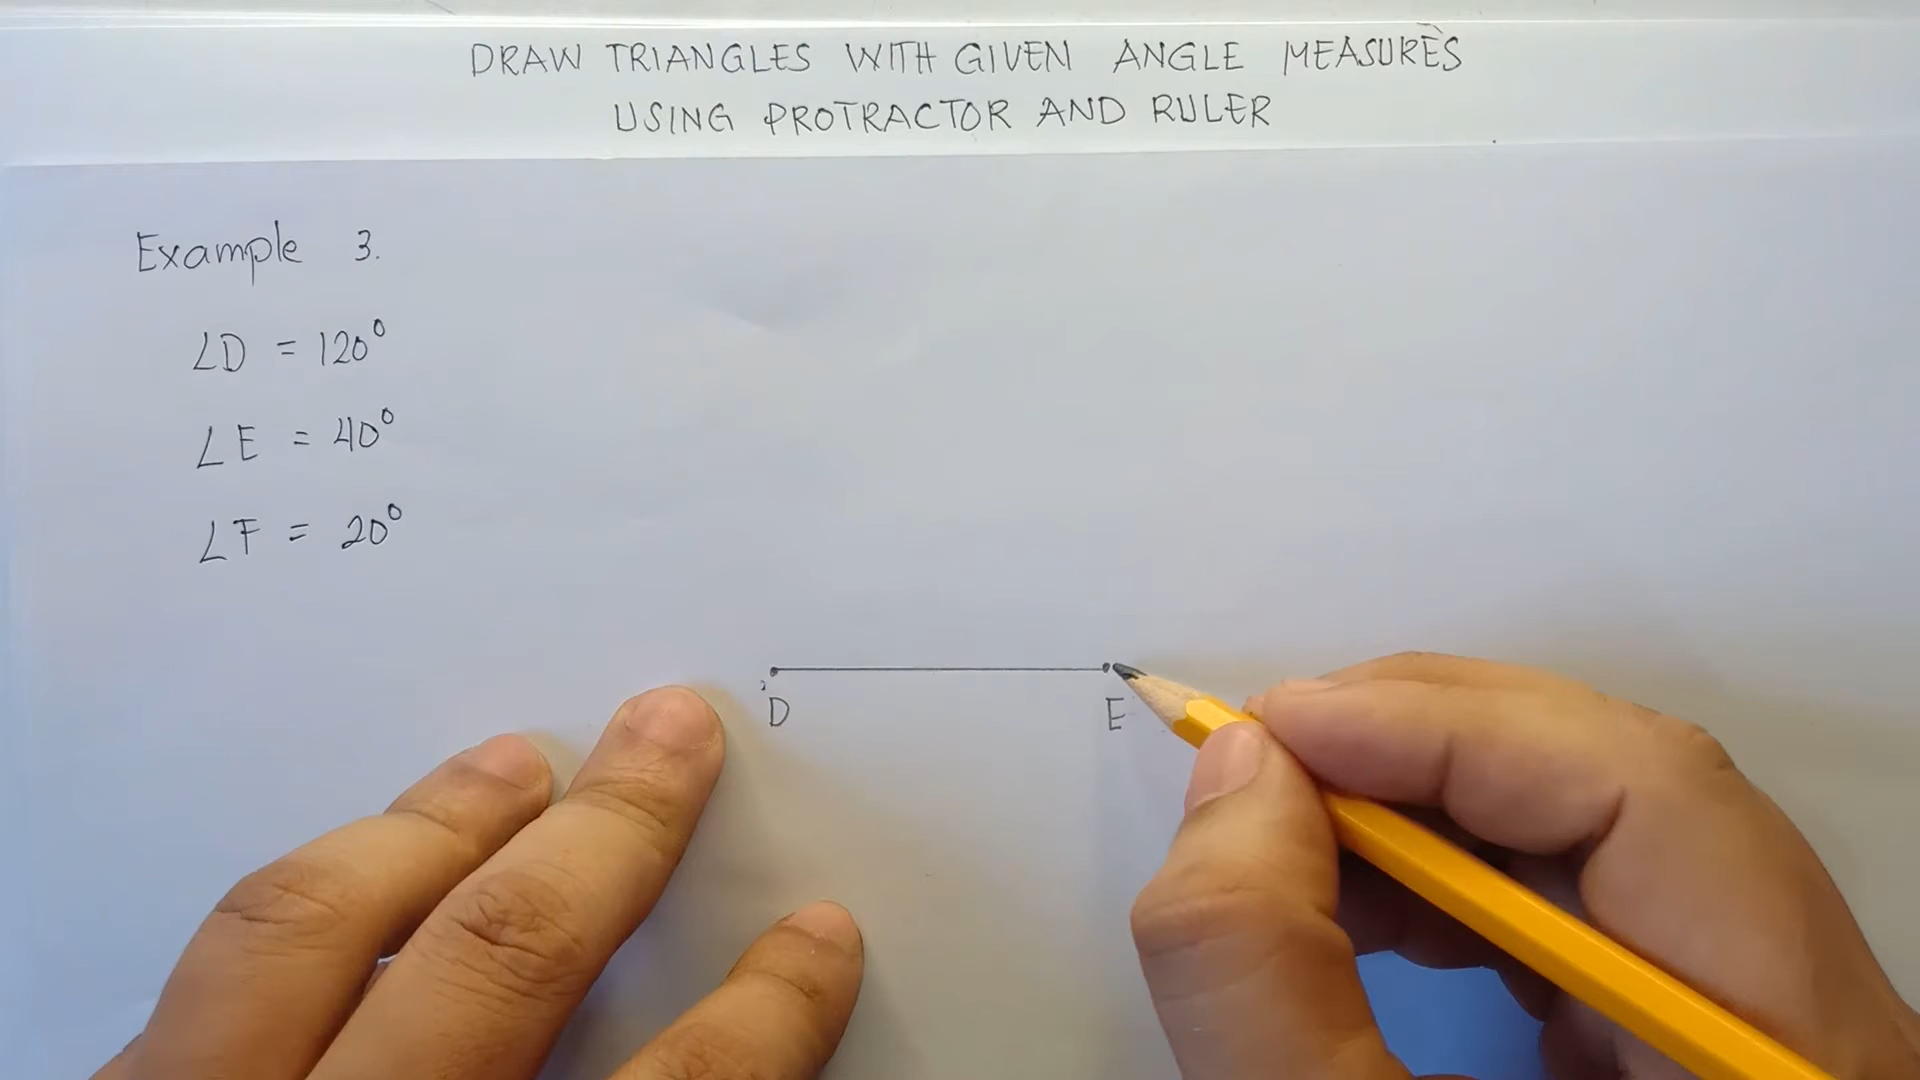 DRAW TRIANGLES WITH GIVEN ANGLE MEASURES
USING PROTRACTOR AND RULER
Example 3.
∠D = 120°
∠E = 40°
∠F = 20°
D E